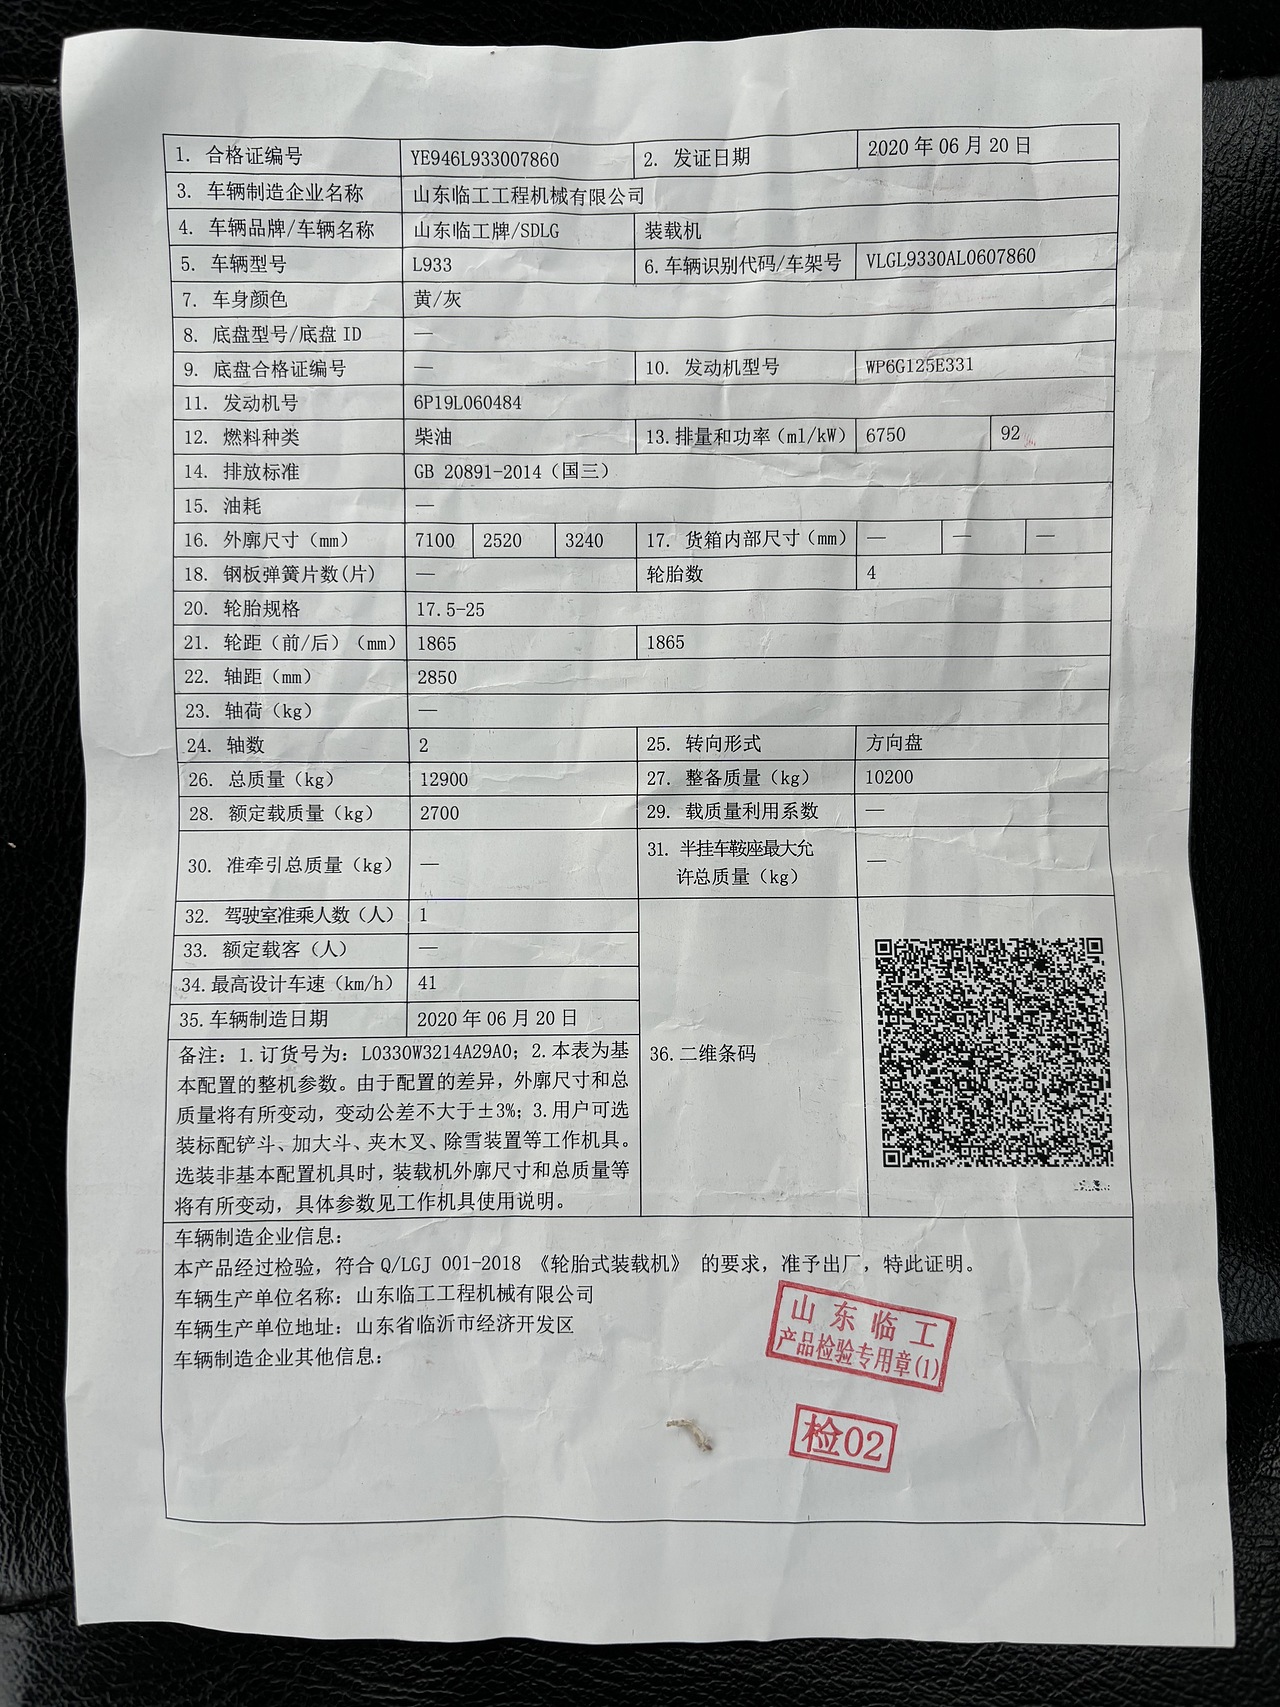 1. 合格证编号 YE946L933007860 2. 发证日期 2020年06月20日
3. 车辆制造企业名称 山东临工工程机械有限公司
4. 车辆品牌/车辆名称 山东临工牌/SDLG 装载机
5. 车辆型号 L933 6.车辆识别代码/车架号 VLGL9330AL0607860
7. 车身颜色 黄/灰
8. 底盘型号/底盘ID —
9. 底盘合格证编号 — 10. 发动机型号 WP6G125E331
11. 发动机号 6P19L060484
12. 燃料种类 柴油 13.排量和功率(ml/kW) 6750 92
14. 排放标准 GB 20891-2014（国三）
15. 油耗 —
16. 外廓尺寸（mm） 7100 2520 3240 17. 货箱内部尺寸（mm） — — —
18. 钢板弹簧片数(片) — 轮胎数 4
20. 轮胎规格 17.5-25
21. 轮距（前/后）（mm） 1865 1865
22. 轴距（mm） 2850
23. 轴荷（kg） —
24. 轴数 2 25. 转向形式 方向盘
26. 总质量（kg） 12900 27. 整备质量（kg） 10200
28. 额定载质量（kg） 2700 29. 载质量利用系数 —
30. 准牵引总质量（kg） — 31. 半挂车鞍座最大允
许总质量（kg） —
32. 驾驶室准乘人数（人） 1
33. 额定载客（人） —
34.最高设计车速（km/h） 41
35.车辆制造日期 2020年06月20日
备注：1.订货号为：L0330W3214A29A0；2.本表为基
本配置的整机参数。由于配置的差异，外廓尺寸和总
质量将有所变动，变动公差不大于±3%；3.用户可选
装标配铲斗、加大斗、夹木叉、除雪装置等工作机具。
选装非基本配置机具时，装载机外廓尺寸和总质量等
将有所变动，具体参数见工作机具使用说明。
36.二维条码
车辆制造企业信息：
本产品经过检验，符合Q/LGJ 001-2018 《轮胎式装载机》 的要求，准予出厂，特此证明。
车辆生产单位名称：山东临工工程机械有限公司
车辆生产单位地址：山东省临沂市经济开发区
车辆制造企业其他信息：
山东临工
产品检验专用章(1)
检02